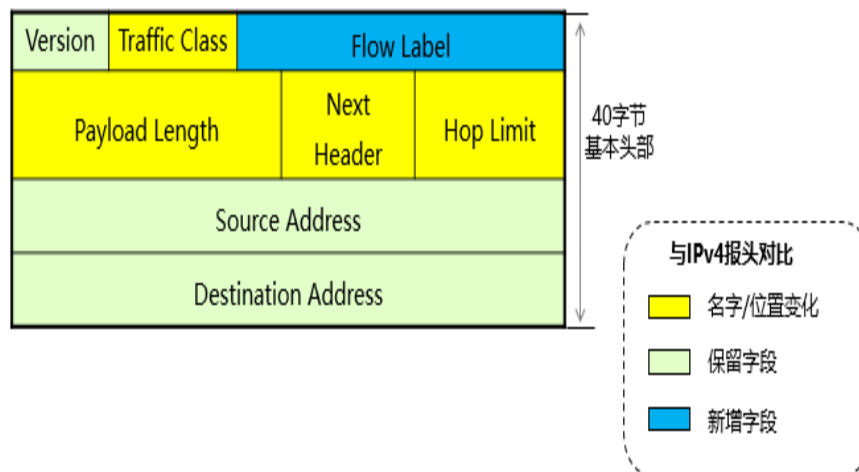 Version Traffic Class Flow Label
Payload Length Next Header Hop Limit
40字节
基本头部
Source Address
Destination Address
与IPv4报头对比
名字/位置变化
保留字段
新增字段